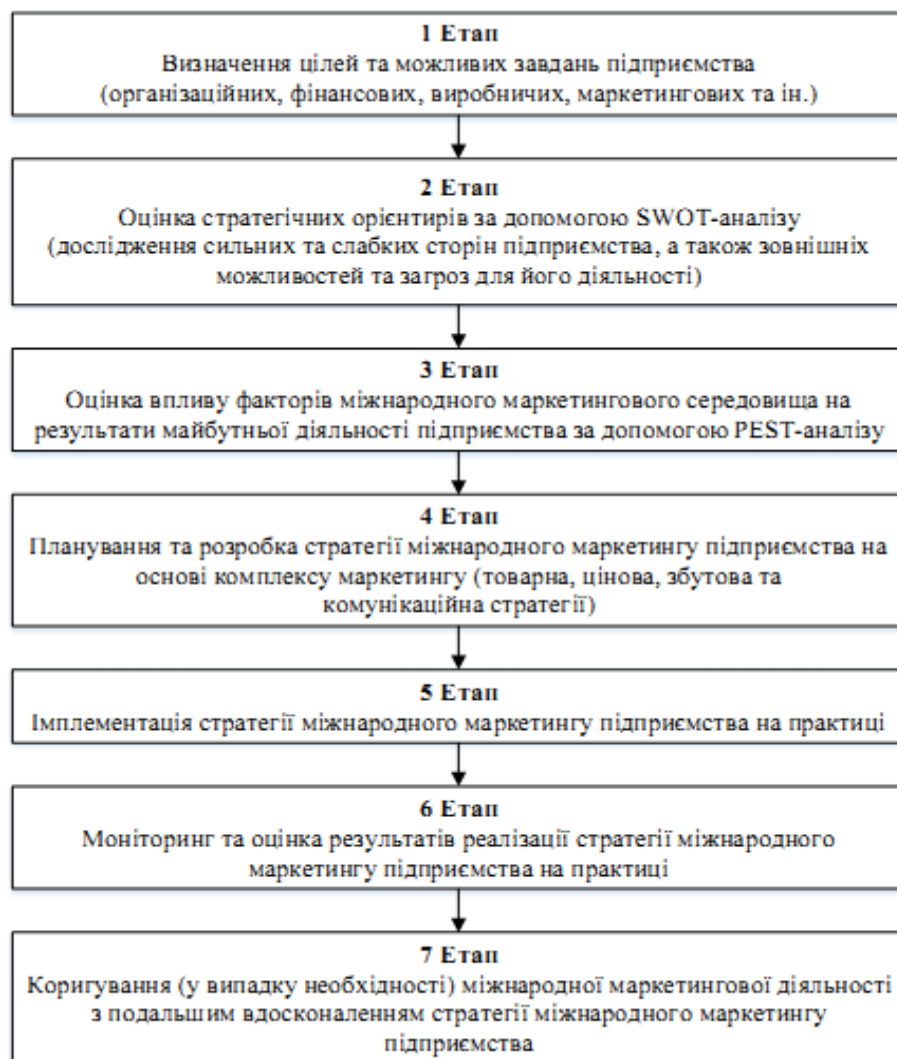 1 Етап
Визначення цілей та можливих завдань підприємства
(організаційних, фінансових, виробничих, маркетингових та ін.)
2 Етап
Оцінка стратегічних орієнтирів за допомогою SWOT-аналізу
(дослідження сильних та слабких сторін підприємства, а також зовнішніх
можливостей та загроз для його діяльності)
3 Етап
Оцінка впливу факторів міжнародного маркетингового середовища на
результати майбутньої діяльності підприємства за допомогою PEST-аналізу
4 Етап
Планування та розробка стратегії міжнародного маркетингу підприємства на
основі комплексу маркетингу (товарна, цінова, збутова та
комунікаційна стратегії)
5 Етап
Імплементація стратегії міжнародного маркетингу підприємства на практиці
6 Етап
Моніторинг та оцінка результатів реалізації стратегії міжнародного
маркетингу підприємства на практиці
7 Етап
Коригування (у випадку необхідності) міжнародної маркетингової діяльності
з подальшим вдосконаленням стратегії міжнародного маркетингу
підприємства